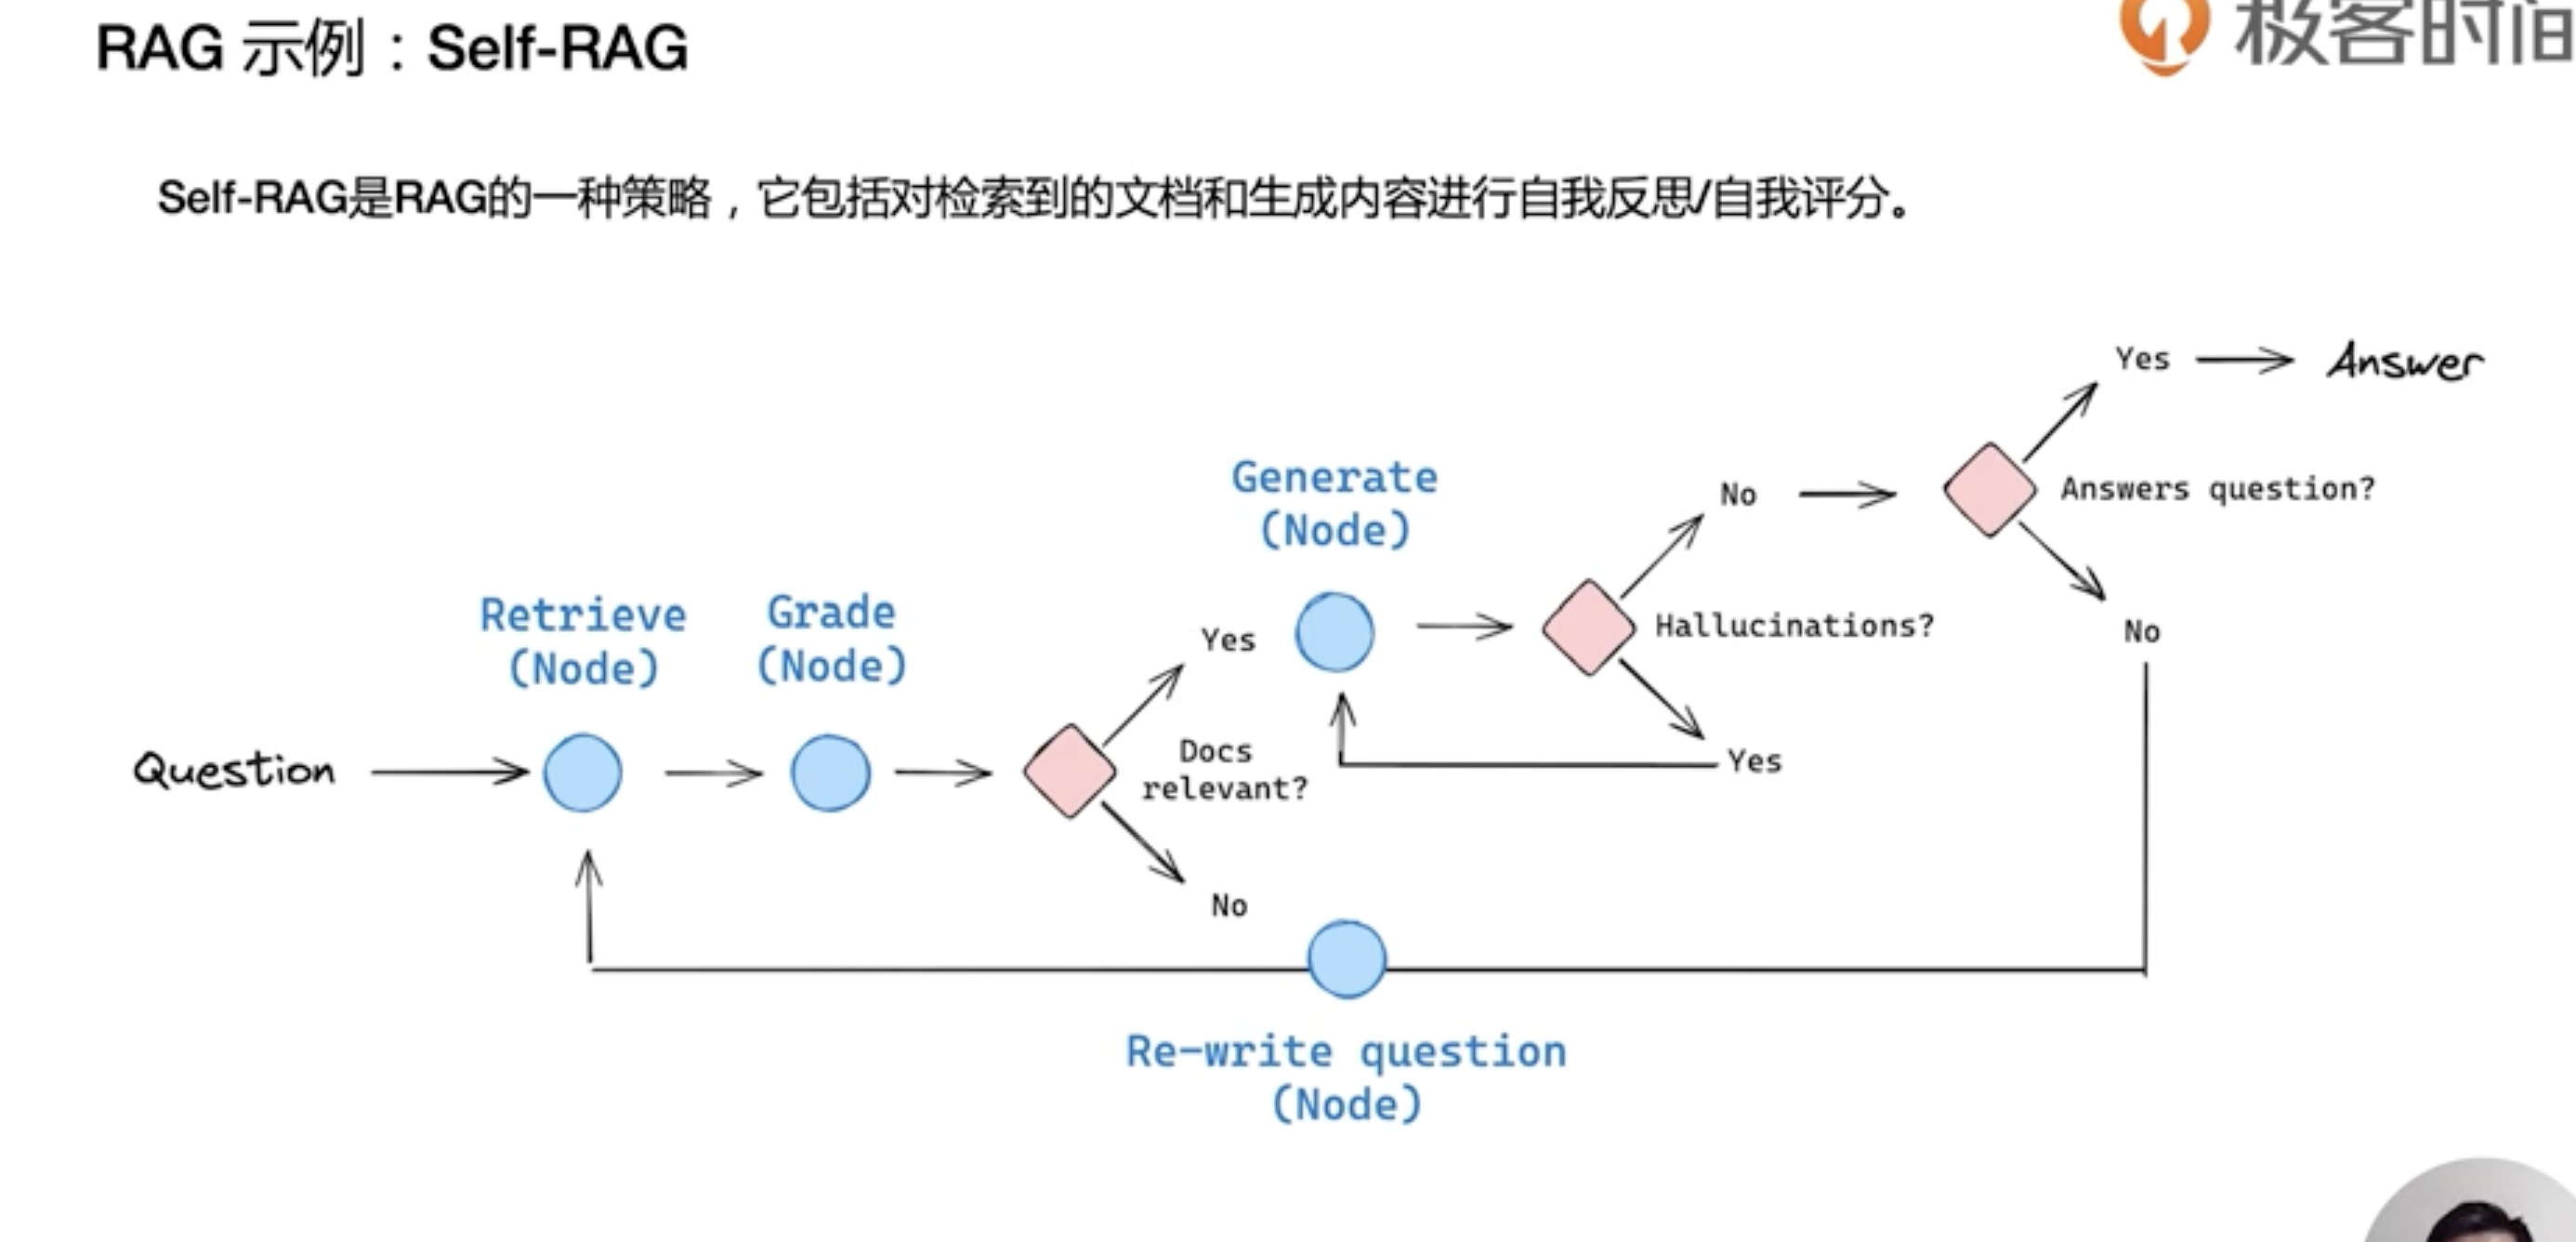 RAG 示例：Self-RAG
极客时间
Self-RAG是RAG的一种策略，它包括对检索到的文档和生成内容进行自我反思/自我评分。
Yes
Answer
Generate
(Node)
No
Answers question?
Retrieve
(Node)
Grade
(Node)
Yes
Hallucinations?
No
Question
Docs
relevant?
Yes
No
Re-write question
(Node)